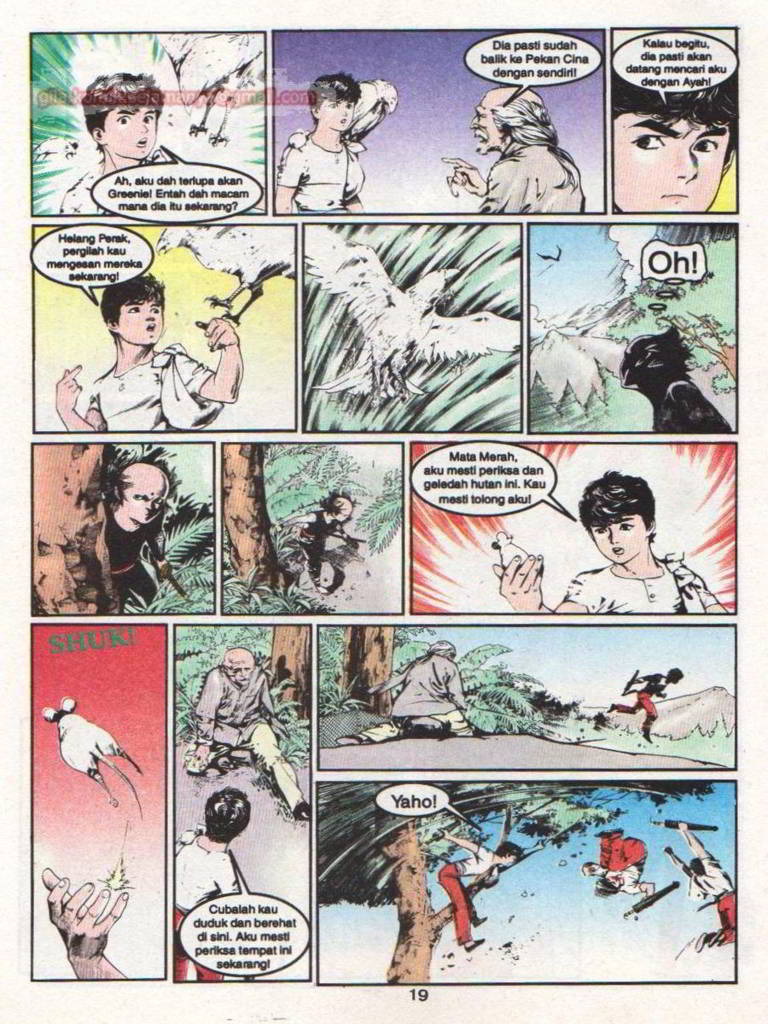 gilakomiklasejamanya@gmail.com
Ah, aku dah terlupa akan
Greenie! Entah dah macam
mana dia itu sekarang?
Dia pasti sudah
balik ke Pekan Cina
dengan sendiri!
Kalau begitu,
dia pasti akan
datang mencari aku
dengan Ayah!
Helang Perak,
pergilah kau
mengesan mereka
sekarang!
Oh!
Mata Merah,
aku mesti periksa dan
geledah hutan ini. Kau
mesti tolong aku!
SHUK!
Cubalah kau
duduk dan berehat
di sini. Aku mesti
periksa tempat ini
sekarang!
Yaho!
19